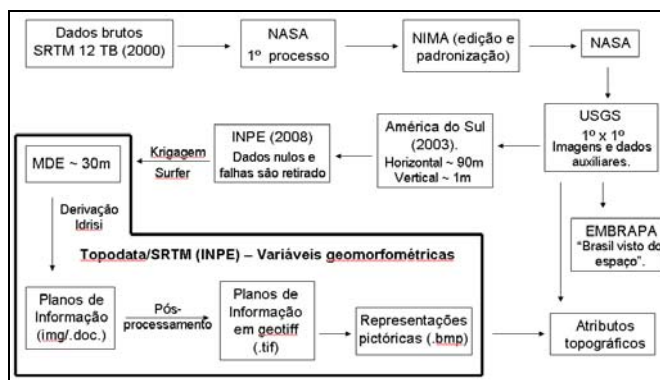 Dados brutos
SRTM 12 TB (2000)
NASA
1º processo
NIMA (edição e
padronização)
NASA
USGS
1º x 1º
Imagens e dados
auxiliares.
América do Sul
(2003).
Horizontal ~ 90m
Vertical ~ 1m
INPE (2008)
Dados nulos e
falhas são retirado
Krigagem
Surfer
MDE ~ 30m
Derivação
Idrisi
EMBRAPA
"Brasil visto do
espaço".
Topodata/SRTM (INPE) – Variáveis geomorfométricas
Planos de
Informação
(img/.doc.)
Pós-
processamento
Planos de
Informação
em geotiff
(.tif)
Representações
pictóricas (.bmp)
Atributos
topográficos